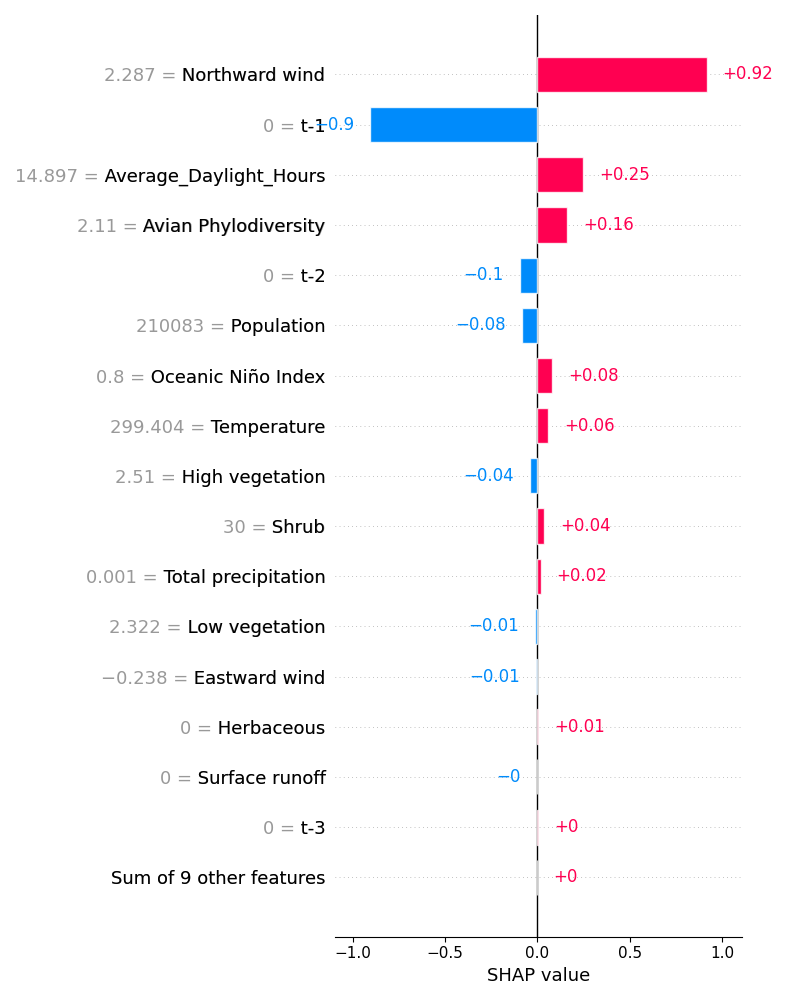 2.287 = Northward wind +0.92
0 = t-1 −0.9
14.897 = Average_Daylight_Hours +0.25
2.11 = Avian Phylodiversity +0.16
0 = t-2 −0.1
210083 = Population −0.08
0.8 = Oceanic Niño Index +0.08
299.404 = Temperature +0.06
2.51 = High vegetation −0.04
30 = Shrub +0.04
0.001 = Total precipitation +0.02
2.322 = Low vegetation −0.01
−0.238 = Eastward wind −0.01
0 = Herbaceous +0.01
0 = Surface runoff −0
0 = t-3 +0
Sum of 9 other features +0
−1.0 −0.5 0.0 0.5 1.0
SHAP value